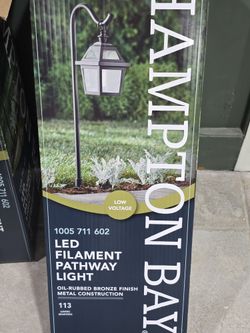 HAMPTON BAY
LOW
VOLTAGE
1005 711 602
LED
FILAMENT
PATHWAY
LIGHT
OIL-RUBBED BRONZE FINISH
METAL CONSTRUCTION
113
1005 711 602